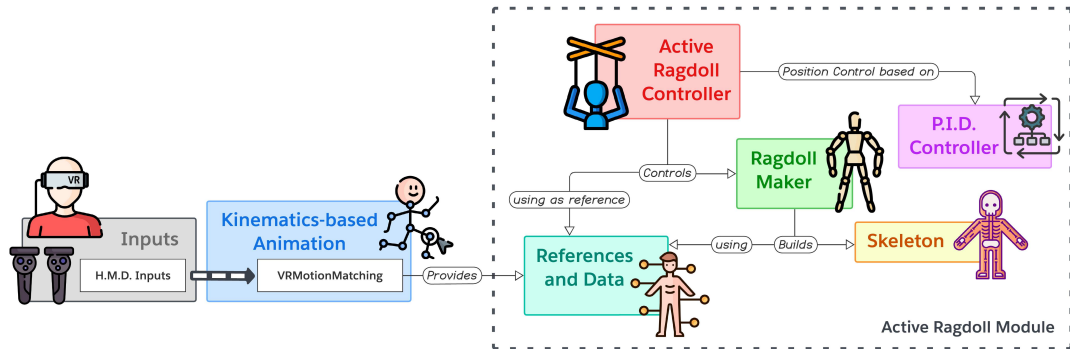 VR
Inputs
H.M.D. Inputs
Kinematics-based
Animation
VRMotionMatching
Provides
Active
Ragdoll
Controller
Position Control based on
P.I.D.
Controller
Controls
using as reference
Ragdoll
Maker
using
Builds
Skeleton
References
and Data
Active Ragdoll Module